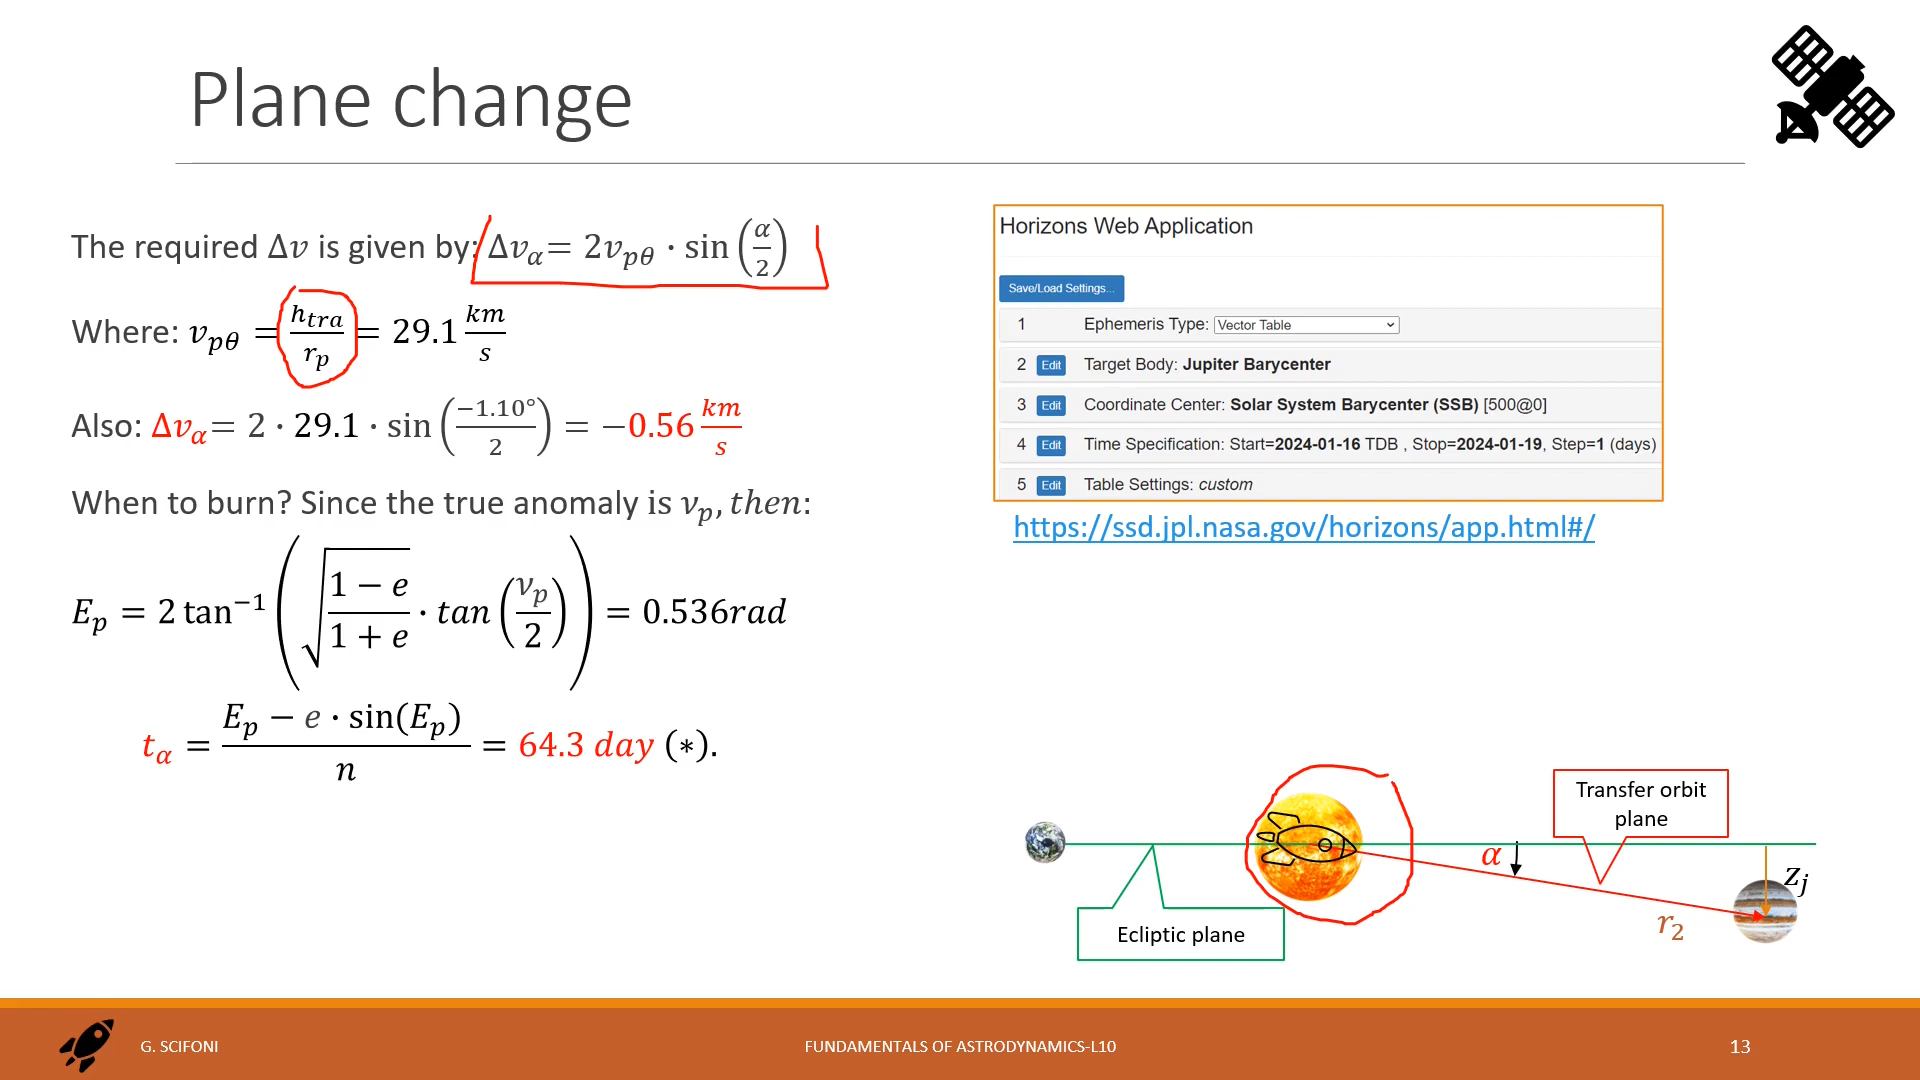 Plane change
The required Δv is given by: Δv_α = 2v_pθ · sin(α/2)
Where: v_pθ = h_tra/r_p = 29.1 km/s
Also: Δv_α = 2 · 29.1 · sin(−1.10°/2) = −0.56 km/s
When to burn? Since the true anomaly is ν_p, then:
E_p = 2 tan⁻¹(√((1 − e)/(1 + e)) · tan(ν_p/2)) = 0.536rad
t_α = (E_p − e · sin(E_p))/n = 64.3 day (∗).
Horizons Web Application
Save/Load Settings...
1 Ephemeris Type: Vector Table
2 Edit Target Body: Jupiter Barycenter
3 Edit Coordinate Center: Solar System Barycenter (SSB) [500@0]
4 Edit Time Specification: Start=2024-01-16 TDB , Stop=2024-01-19, Step=1 (days)
5 Edit Table Settings: custom
https://ssd.jpl.nasa.gov/horizons/app.html#/
Transfer orbit
plane
α
z_j
r_2
Ecliptic plane
G. SCIFONI
FUNDAMENTALS OF ASTRODYNAMICS-L10
13